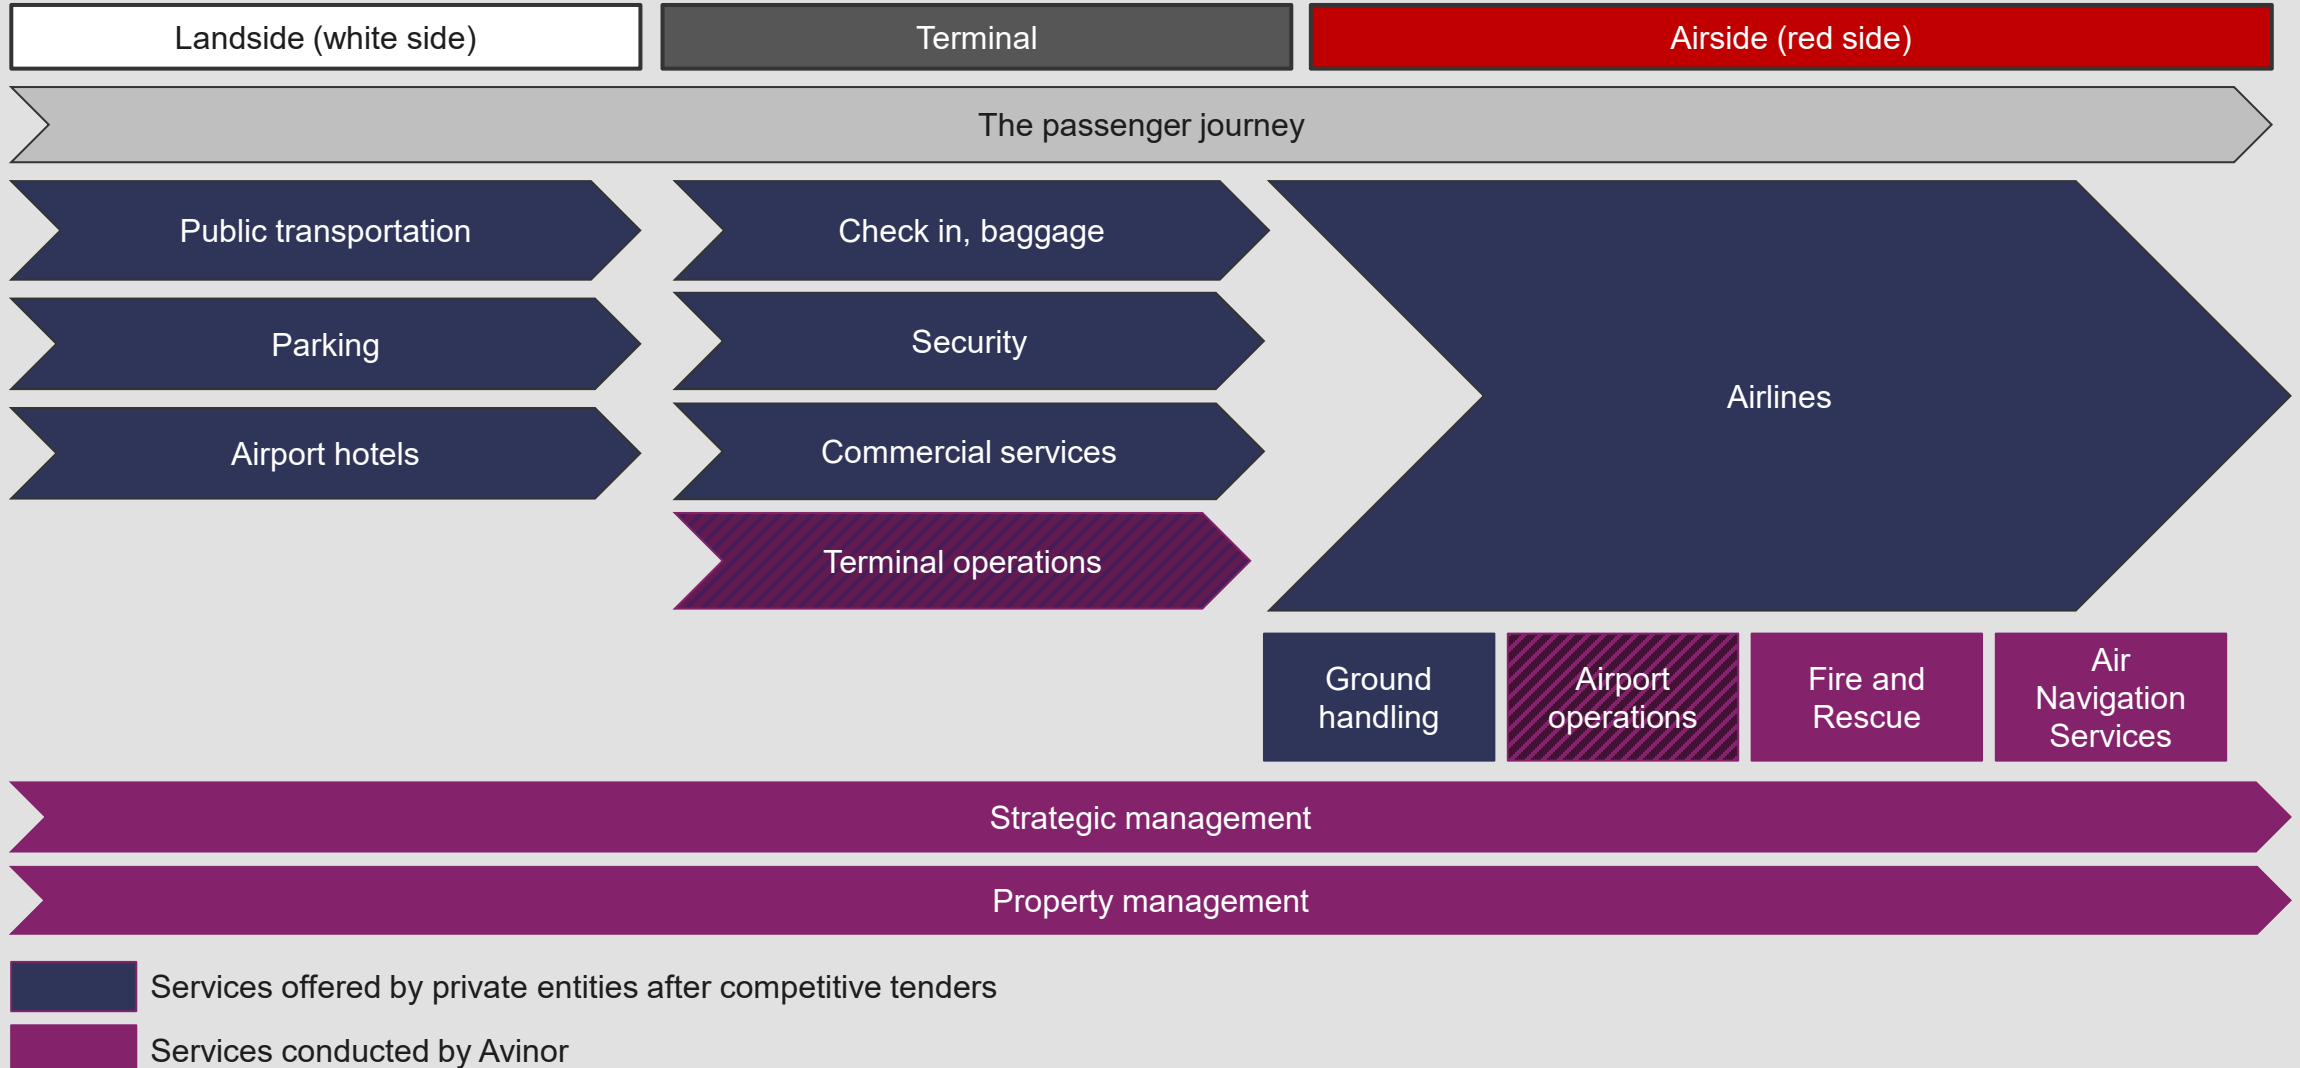 Landside (white side)
Terminal
Airside (red side)
The passenger journey
Public transportation
Parking
Airport hotels
Check in, baggage
Security
Commercial services
Terminal operations
Airlines
Ground
handling
Airport
operations
Fire and
Rescue
Air
Navigation
Services
Strategic management
Property management
Services offered by private entities after competitive tenders
Services conducted by Avinor